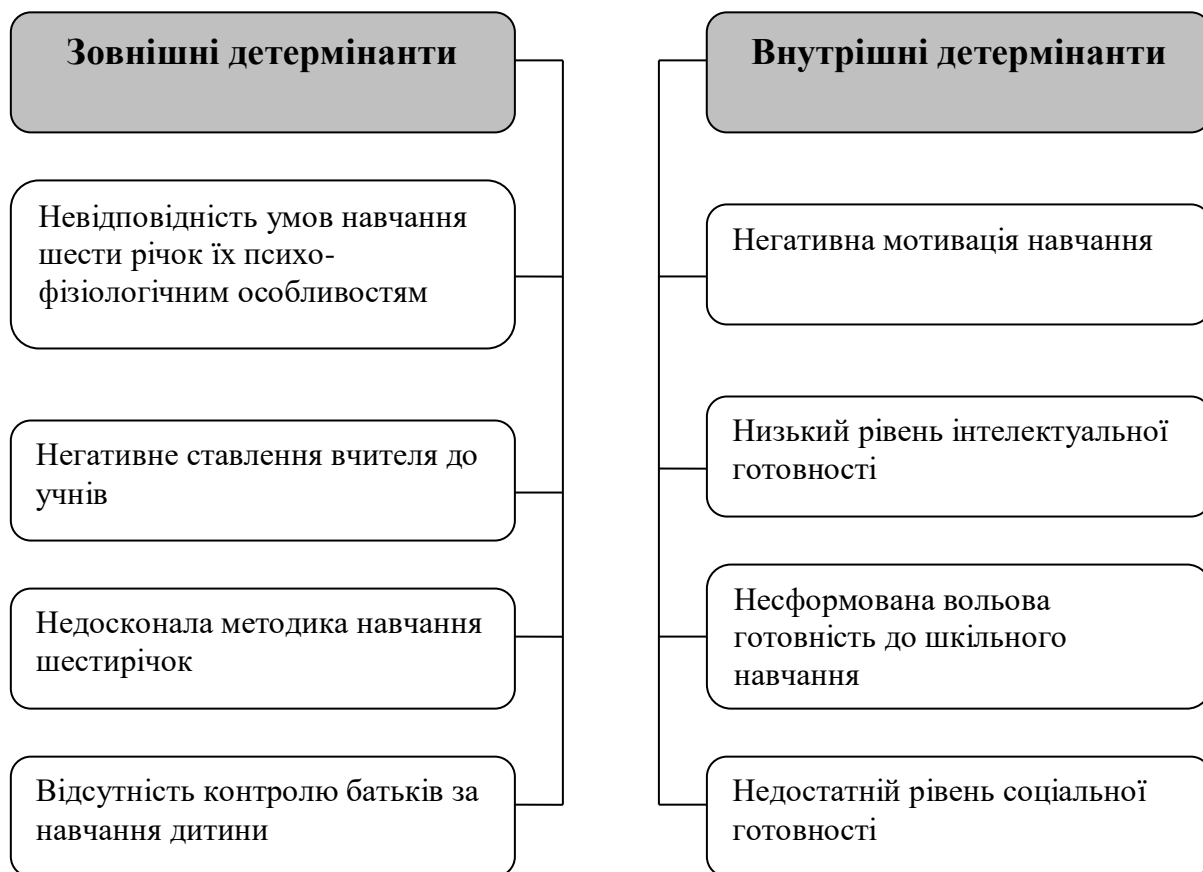 Зовнішні детермінанти
Невідповідність умов навчання
шести річок їх психо-
фізіологічним особливостям
Негативне ставлення вчителя до
учнів
Недосконала методика навчання
шестирічок
Відсутність контролю батьків за
навчання дитини
Внутрішні детермінанти
Негативна мотивація навчання
Низький рівень інтелектуальної
готовності
Несформована вольова
готовність до шкільного
навчання
Недостатній рівень соціальної
готовності